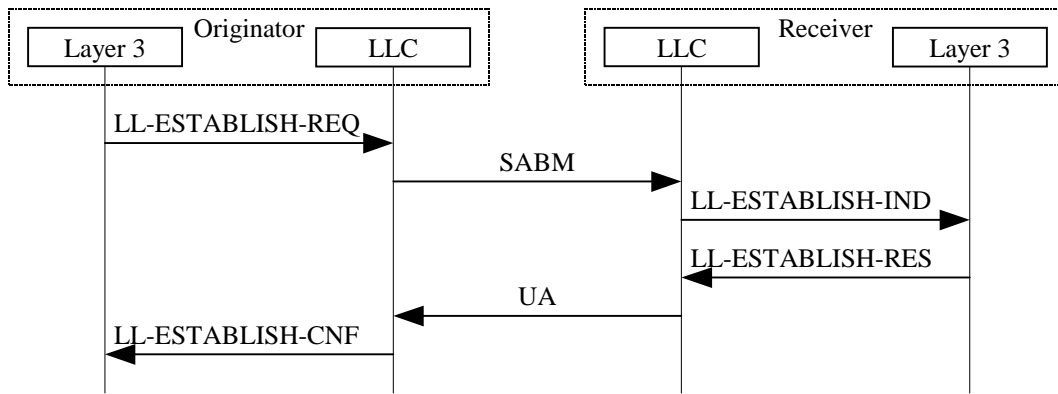 Originator
Receiver
Layer 3
LLC
LLC
Layer 3
LL-ESTABLISH-REQ
SABM
LL-ESTABLISH-IND
LL-ESTABLISH-RES
UA
LL-ESTABLISH-CNF